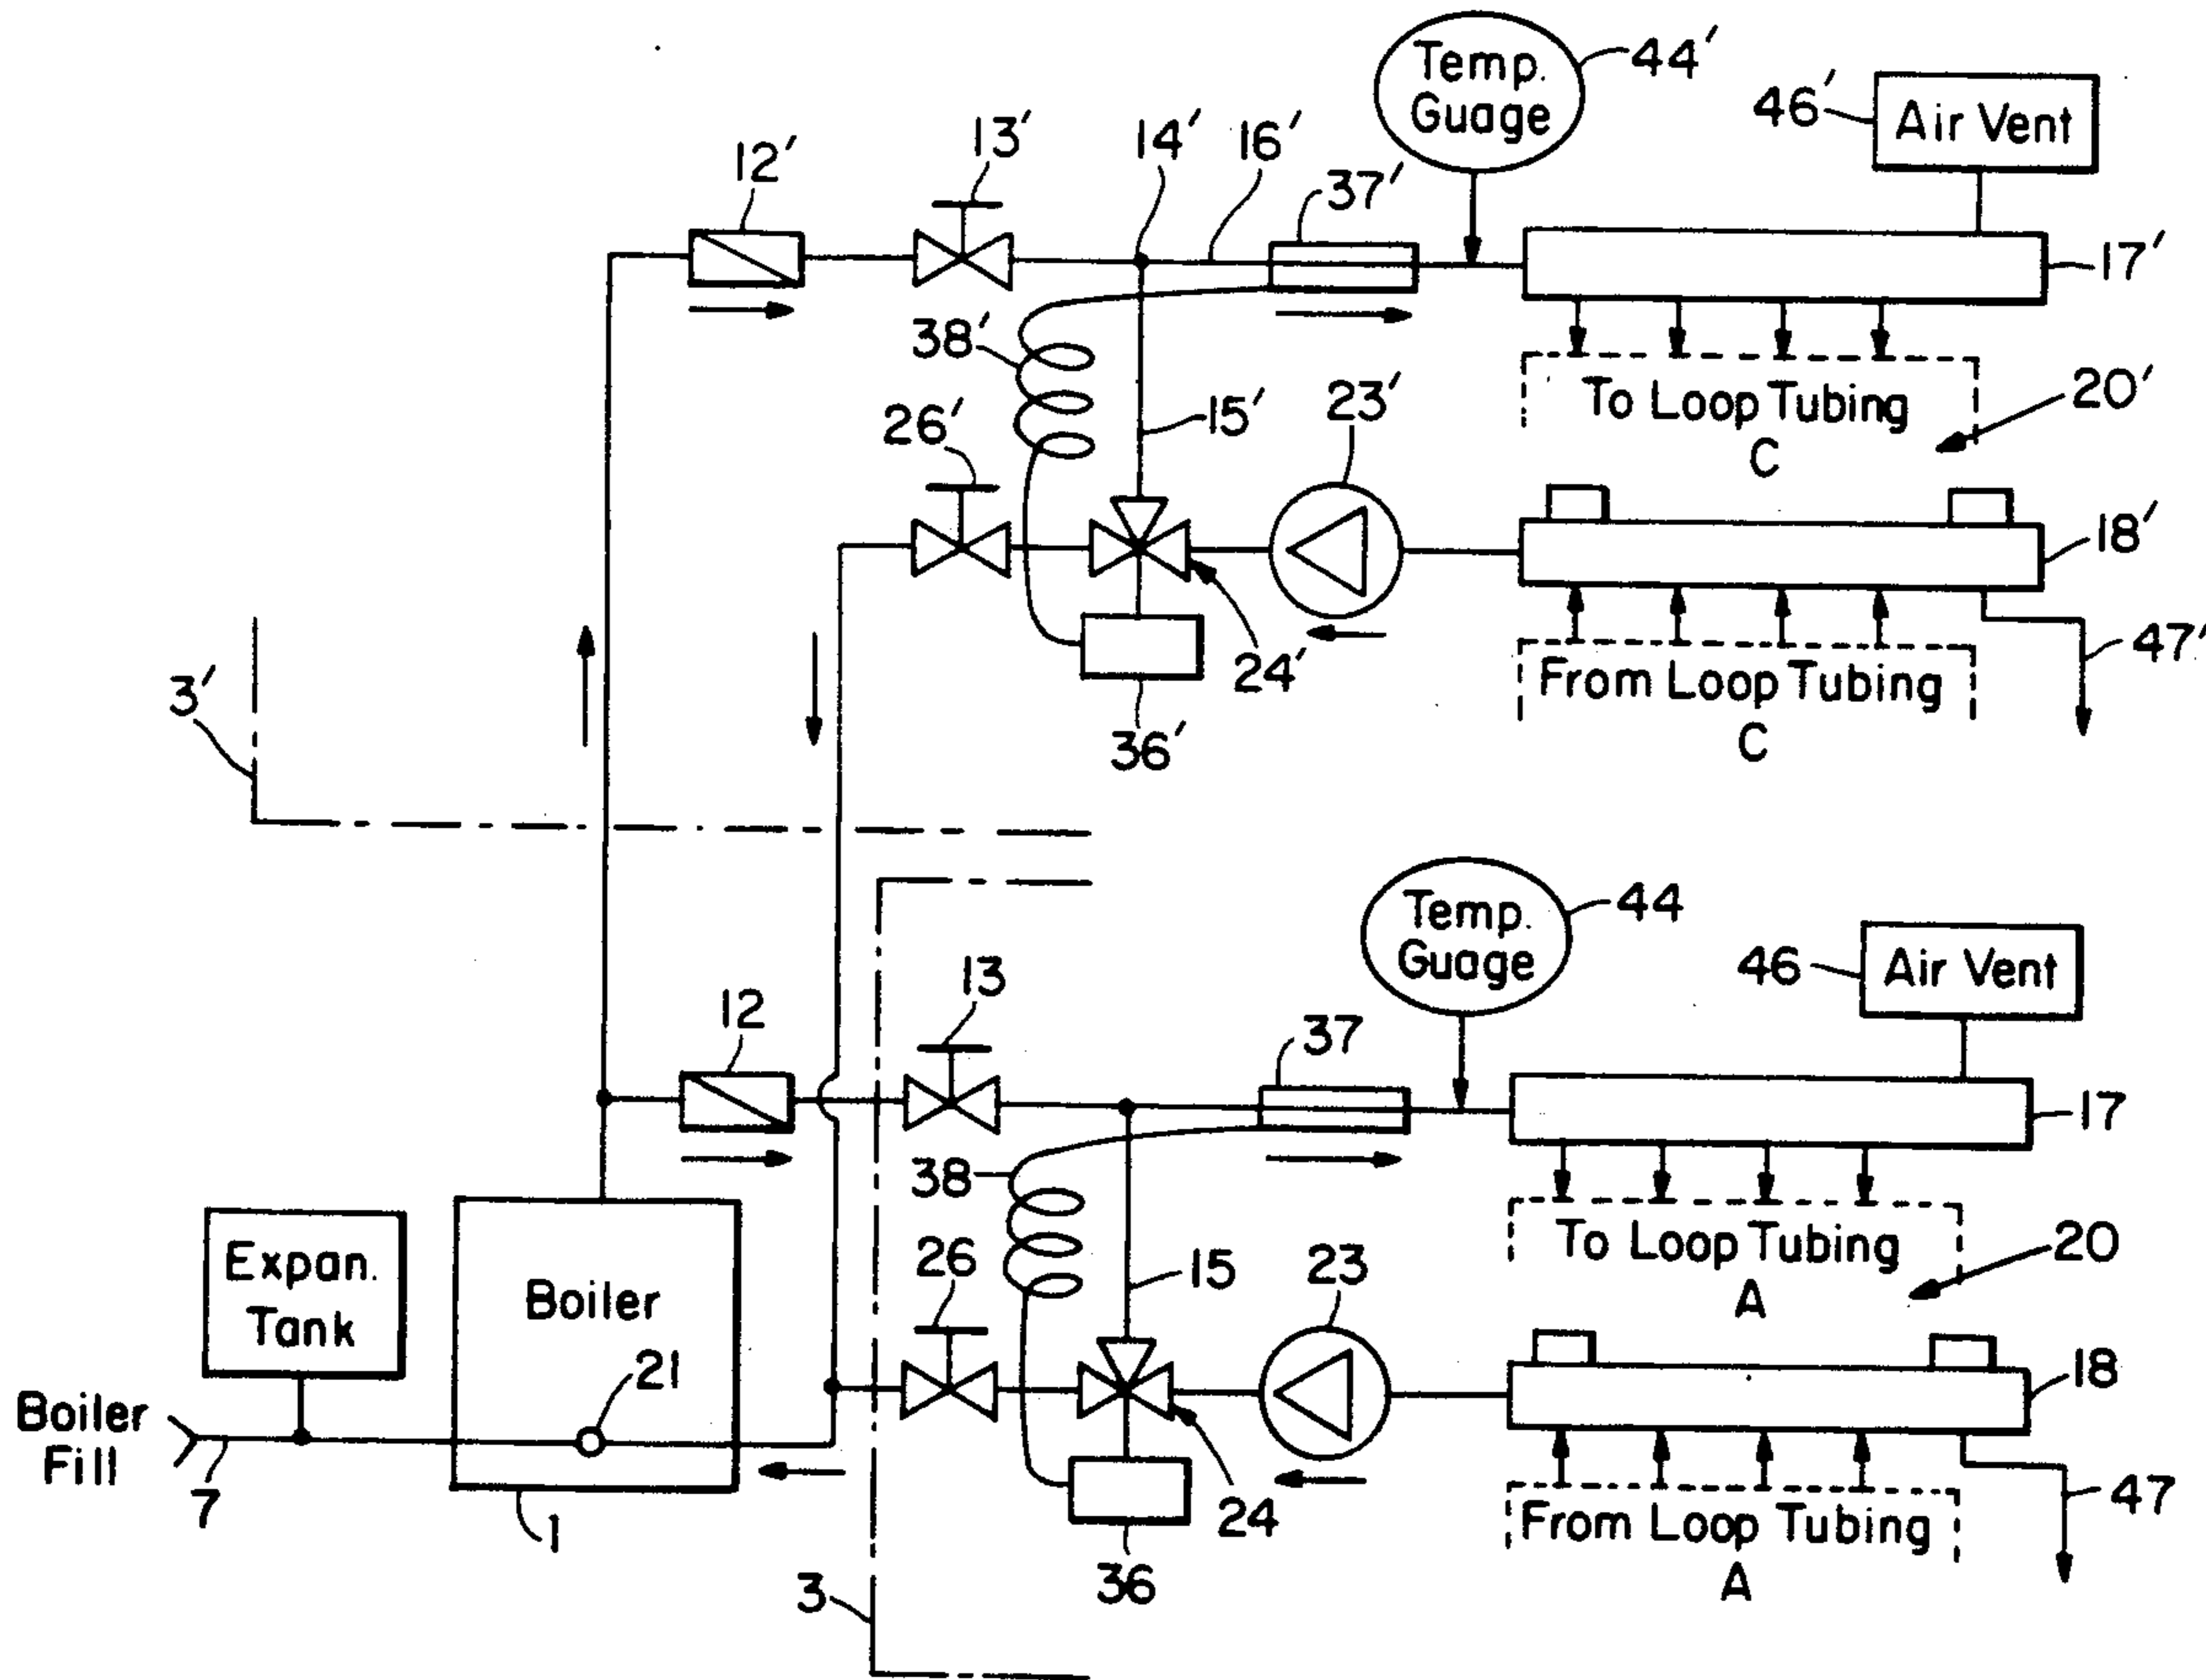 Temp.
Guage
44'
46'
Air Vent
12'
13'
14'
16'
37'
17'
38'
To Loop Tubing
C
20'
26'
15'
23'
18'
3'
24'
From Loop Tubing
C
47'
36'
Temp.
Guage
44
46
Air Vent
12
13
37
17
38
To Loop Tubing
A
20
Expan.
Tank
Boiler
21
26
15
23
18
Boiler
Fill
7
1
24
From Loop Tubing
A
47
3
36